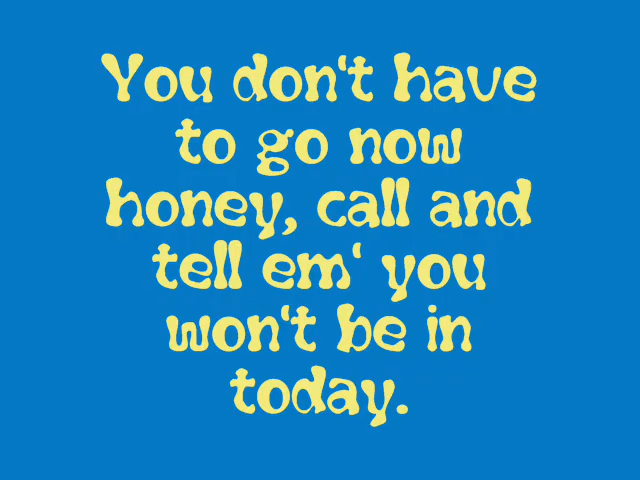 You don't have
to go now
honey, call and
tell em' you
won't be in
today.